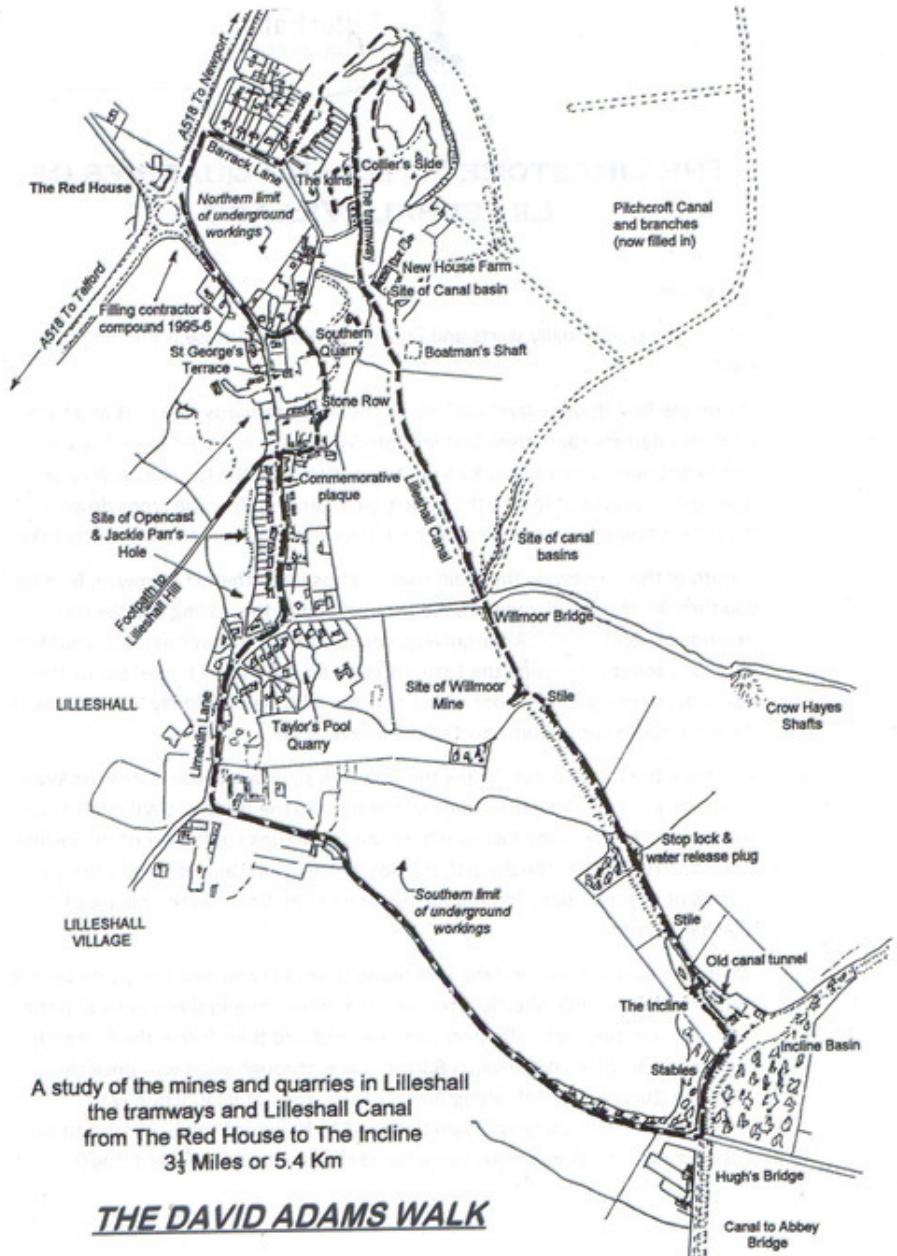 A518 To Newport
Barrack Lane
The Red House
Northern limit
of underground
workings
The kilns
Collier's Side
The tramway
Pitchcroft Canal
and branches
(now filled in)
New House Farm
Site of Canal basin
A518 To Telford
Filling contractor's
compound 1995-6
St George's
Terrace
Southern
Quarry
Boatman's Shaft
Stone Row
Commemorative
plaque
Lilleshall Canal
Site of Opencast
& Jackie Parr's
Hole
Site of canal
basins
Footpath to
Lilleshall Hill
Willmoor Bridge
LILLESHALL
Limekiln Lane
Site of Willmoor
Mine
Stile
Crow Hayes
Shafts
Taylor's Pool
Quarry
Stop lock &
water release plug
Southern limit
of underground
workings
LILLESHALL
VILLAGE
Stile
Old canal tunnel
The Incline
Incline Basin
Stables
A study of the mines and quarries in Lilleshall
the tramways and Lilleshall Canal
from The Red House to The Incline
3⅓ Miles or 5.4 Km
Hugh's Bridge
THE DAVID ADAMS WALK
Canal to Abbey
Bridge